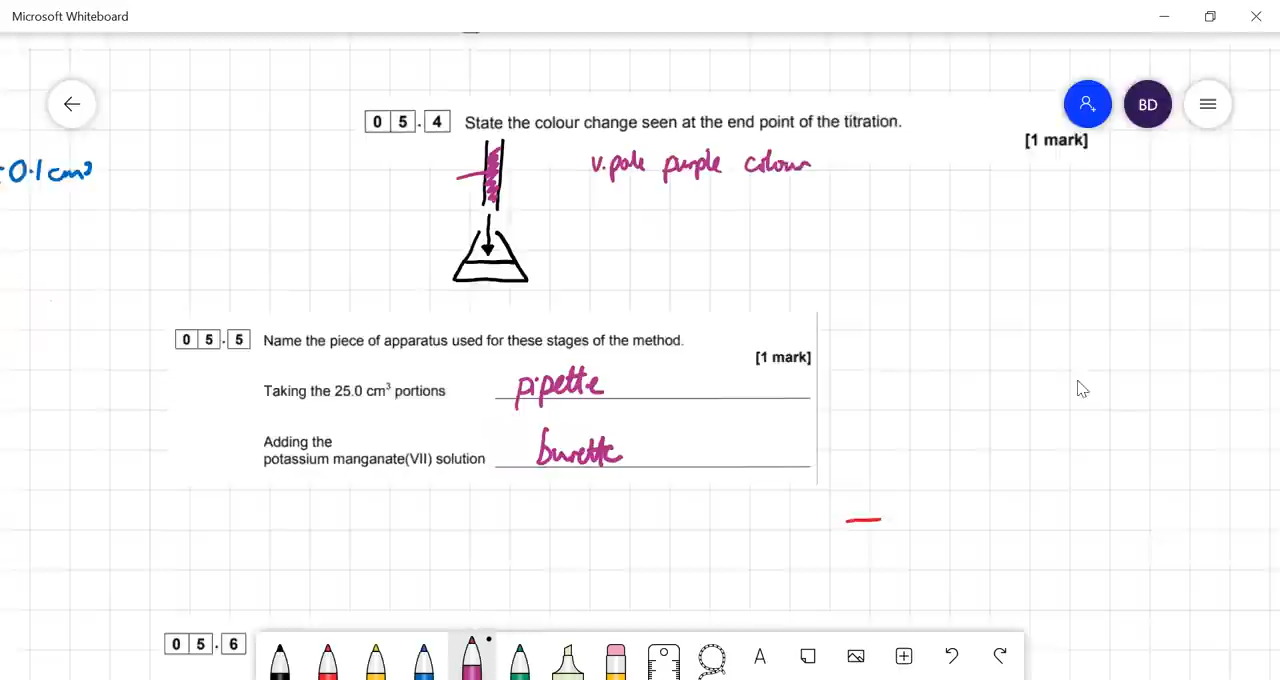 Microsoft Whiteboard
BD
0 5 . 4 State the colour change seen at the end point of the titration.
[1 mark]
0.1 cm³
v. pale purple colour
0 5 . 5 Name the piece of apparatus used for these stages of the method.
[1 mark]
Taking the 25.0 cm³ portions pipette
Adding the
potassium manganate(VII) solution burette
0 5 . 6
A